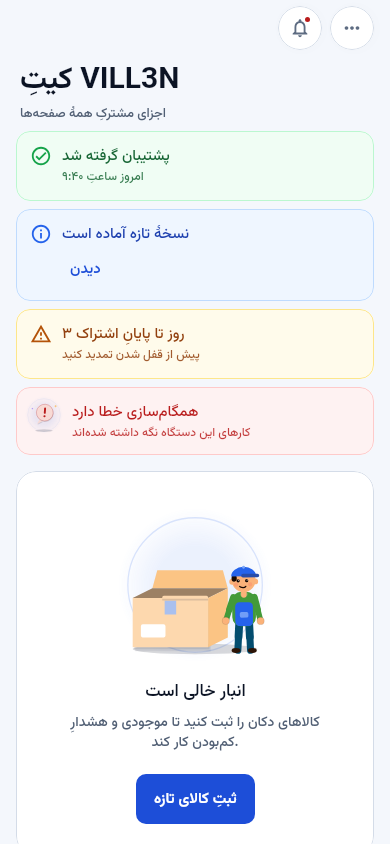 کیتِ VILL3N
اجزای مشترکِ همهٔ صفحه‌ها
پشتیبان گرفته شد
امروز ساعتِ ۹:۴۰
نسخهٔ تازه آماده است
دیدن
۳ روز تا پایانِ اشتراک
پیش از قفل شدن تمدید کنید
همگام‌سازی خطا دارد
کارهای این دستگاه نگه داشته شده‌اند
انبار خالی است
کالاهای دکان را ثبت کنید تا موجودی و هشدارِ
کم‌بودن کار کند.
ثبتِ کالای تازه